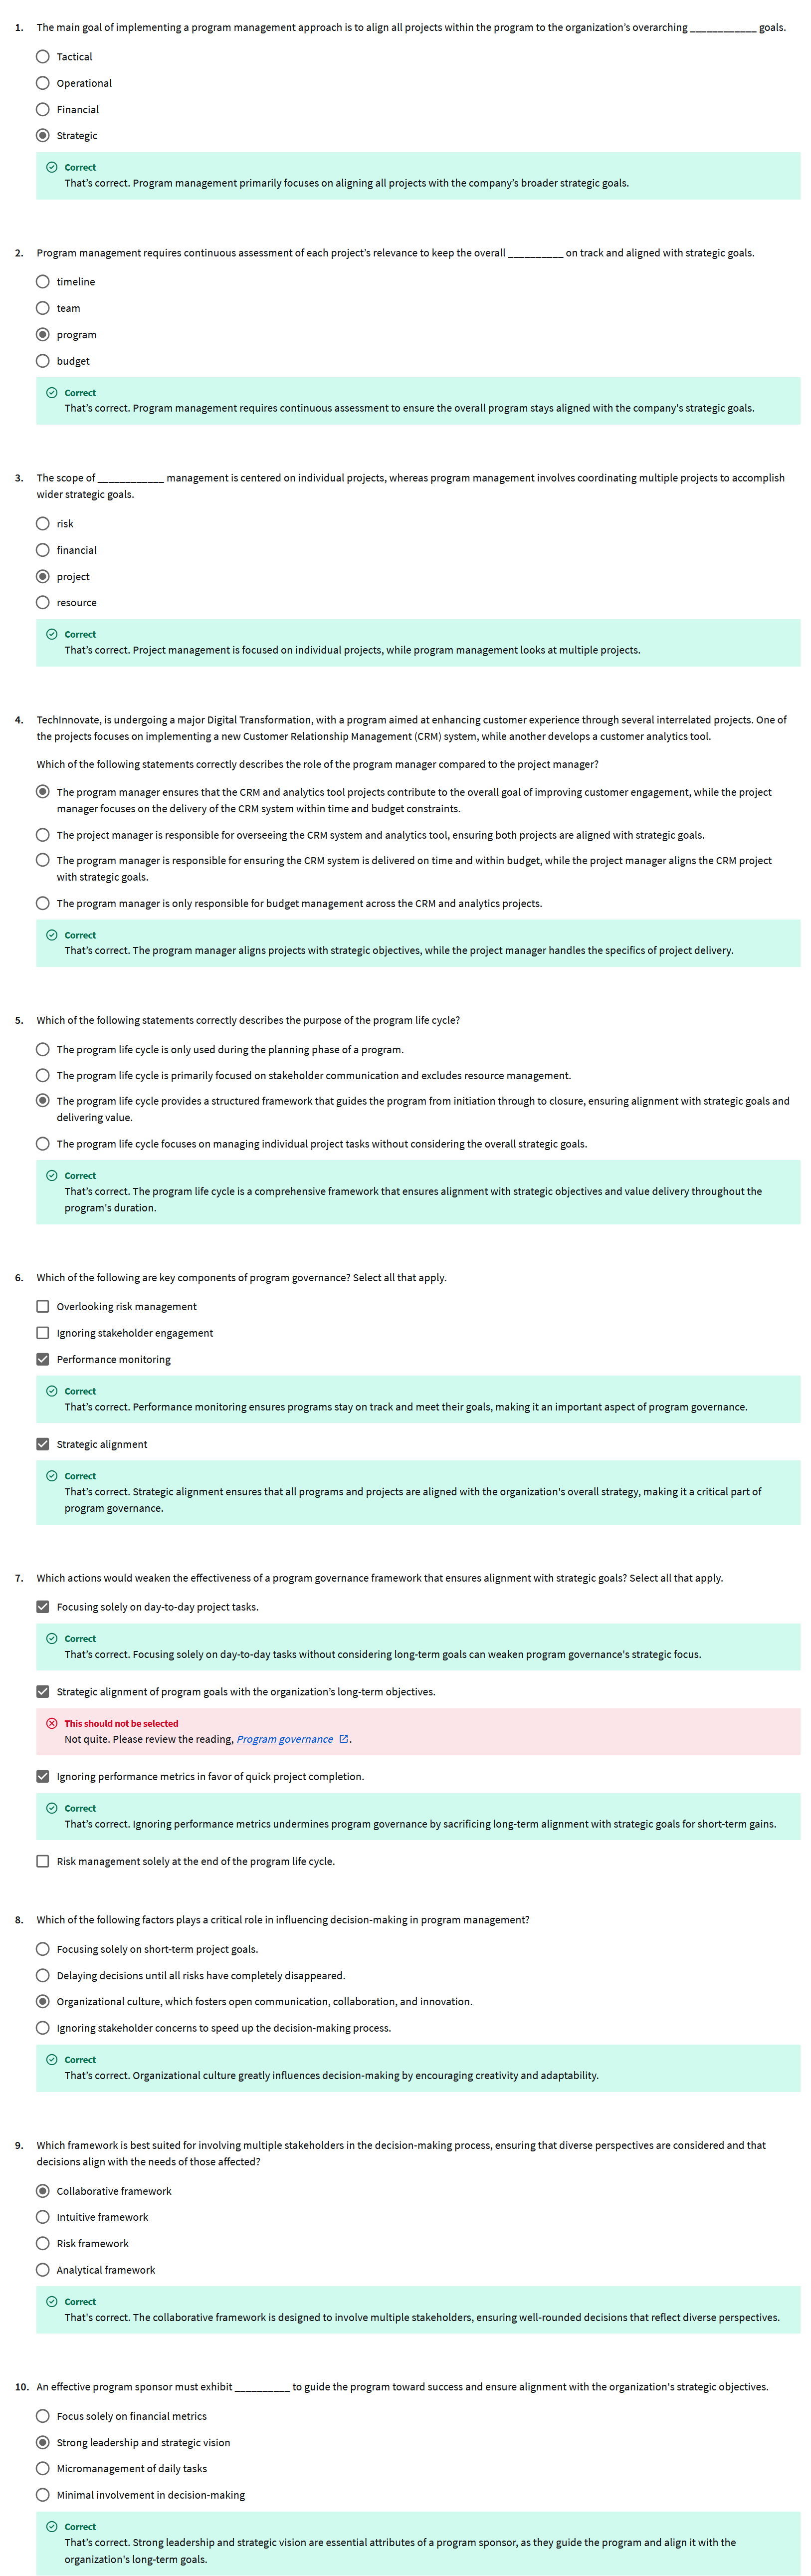 1. The main goal of implementing a program management approach is to align all projects within the program to the organization's overarching ____________ goals.
Tactical
Operational
Financial
Strategic
Correct
That's correct. Program management primarily focuses on aligning all projects with the company's broader strategic goals.
2. Program management requires continuous assessment of each project's relevance to keep the overall __________ on track and aligned with strategic goals.
timeline
team
program
budget
Correct
That's correct. Program management requires continuous assessment to ensure the overall program stays aligned with the company's strategic goals.
3. The scope of ____________ management is centered on individual projects, whereas program management involves coordinating multiple projects to accomplish
wider strategic goals.
risk
financial
project
resource
Correct
That's correct. Project management is focused on individual projects, while program management looks at multiple projects.
4. TechInnovate, is undergoing a major Digital Transformation, with a program aimed at enhancing customer experience through several interrelated projects. One of
the projects focuses on implementing a new Customer Relationship Management (CRM) system, while another develops a customer analytics tool.
Which of the following statements correctly describes the role of the program manager compared to the project manager?
The program manager ensures that the CRM and analytics tool projects contribute to the overall goal of improving customer engagement, while the project
manager focuses on the delivery of the CRM system within time and budget constraints.
The project manager is responsible for overseeing the CRM system and analytics tool, ensuring both projects are aligned with strategic goals.
The program manager is responsible for ensuring the CRM system is delivered on time and within budget, while the project manager aligns the CRM project
with strategic goals.
The program manager is only responsible for budget management across the CRM and analytics projects.
Correct
That's correct. The program manager aligns projects with strategic objectives, while the project manager handles the specifics of project delivery.
5. Which of the following statements correctly describes the purpose of the program life cycle?
The program life cycle is only used during the planning phase of a program.
The program life cycle is primarily focused on stakeholder communication and excludes resource management.
The program life cycle provides a structured framework that guides the program from initiation through to closure, ensuring alignment with strategic goals and
delivering value.
The program life cycle focuses on managing individual project tasks without considering the overall strategic goals.
Correct
That's correct. The program life cycle is a comprehensive framework that ensures alignment with strategic objectives and value delivery throughout the
program's duration.
6. Which of the following are key components of program governance? Select all that apply.
Overlooking risk management
Ignoring stakeholder engagement
Performance monitoring
Correct
That's correct. Performance monitoring ensures programs stay on track and meet their goals, making it an important aspect of program governance.
Strategic alignment
Correct
That's correct. Strategic alignment ensures that all programs and projects are aligned with the organization's overall strategy, making it a critical part of
program governance.
7. Which actions would weaken the effectiveness of a program governance framework that ensures alignment with strategic goals? Select all that apply.
Focusing solely on day-to-day project tasks.
Correct
That's correct. Focusing solely on day-to-day tasks without considering long-term goals can weaken program governance's strategic focus.
Strategic alignment of program goals with the organization's long-term objectives.
This should not be selected
Not quite. Please review the reading, Program governance .
Ignoring performance metrics in favor of quick project completion.
Correct
That's correct. Ignoring performance metrics undermines program governance by sacrificing long-term alignment with strategic goals for short-term gains.
Risk management solely at the end of the program life cycle.
8. Which of the following factors plays a critical role in influencing decision-making in program management?
Focusing solely on short-term project goals.
Delaying decisions until all risks have completely disappeared.
Organizational culture, which fosters open communication, collaboration, and innovation.
Ignoring stakeholder concerns to speed up the decision-making process.
Correct
That's correct. Organizational culture greatly influences decision-making by encouraging creativity and adaptability.
9. Which framework is best suited for involving multiple stakeholders in the decision-making process, ensuring that diverse perspectives are considered and that
decisions align with the needs of those affected?
Collaborative framework
Intuitive framework
Risk framework
Analytical framework
Correct
That's correct. The collaborative framework is designed to involve multiple stakeholders, ensuring well-rounded decisions that reflect diverse perspectives.
10. An effective program sponsor must exhibit __________ to guide the program toward success and ensure alignment with the organization's strategic objectives.
Focus solely on financial metrics
Strong leadership and strategic vision
Micromanagement of daily tasks
Minimal involvement in decision-making
Correct
That's correct. Strong leadership and strategic vision are essential attributes of a program sponsor, as they guide the program and align it with the
organization's long-term goals.